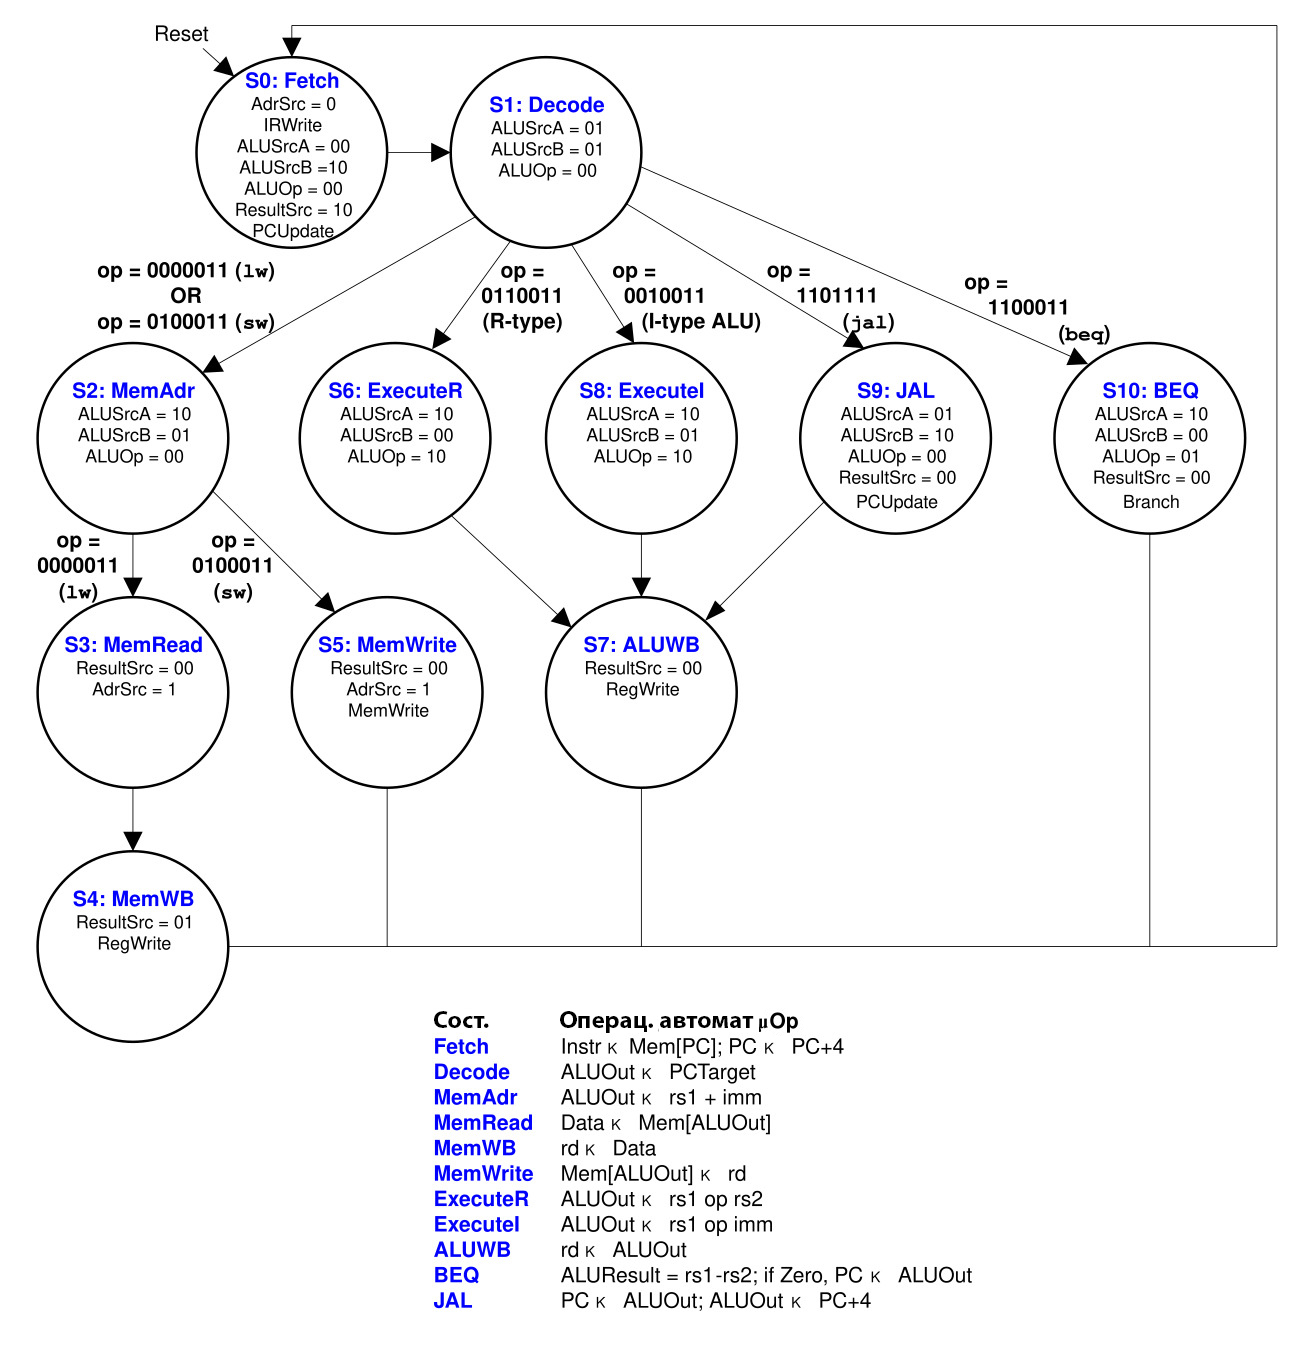 Reset
S0: Fetch
AdrSrc = 0
IRWrite
ALUSrcA = 00
ALUSrcB =10
ALUOp = 00
ResultSrc = 10
PCUpdate
S1: Decode
ALUSrcA = 01
ALUSrcB = 01
ALUOp = 00
op = 0000011 (lw)
OR
op = 0100011 (sw)
op =
0110011
(R-type)
op =
0010011
(I-type ALU)
op =
1101111
(jal)
op =
1100011
(beq)
S2: MemAdr
ALUSrcA = 10
ALUSrcB = 01
ALUOp = 00
S6: ExecuteR
ALUSrcA = 10
ALUSrcB = 00
ALUOp = 10
S8: ExecuteI
ALUSrcA = 10
ALUSrcB = 01
ALUOp = 10
S9: JAL
ALUSrcA = 01
ALUSrcB = 10
ALUOp = 00
ResultSrc = 00
PCUpdate
S10: BEQ
ALUSrcA = 10
ALUSrcB = 00
ALUOp = 01
ResultSrc = 00
Branch
op =
0000011
(lw)
op =
0100011
(sw)
S3: MemRead
ResultSrc = 00
AdrSrc = 1
S5: MemWrite
ResultSrc = 00
AdrSrc = 1
MemWrite
S7: ALUWB
ResultSrc = 00
RegWrite
S4: MemWB
ResultSrc = 01
RegWrite
Сост. Операц. автомат µOp
Fetch Instr к Mem[PC]; PC к PC+4
Decode ALUOut к PCTarget
MemAdr ALUOut к rs1 + imm
MemRead Data к Mem[ALUOut]
MemWB rd к Data
MemWrite Mem[ALUOut] к rd
ExecuteR ALUOut к rs1 op rs2
ExecuteI ALUOut к rs1 op imm
ALUWB rd к ALUOut
BEQ ALUResult = rs1-rs2; if Zero, PC к ALUOut
JAL PC к ALUOut; ALUOut к PC+4